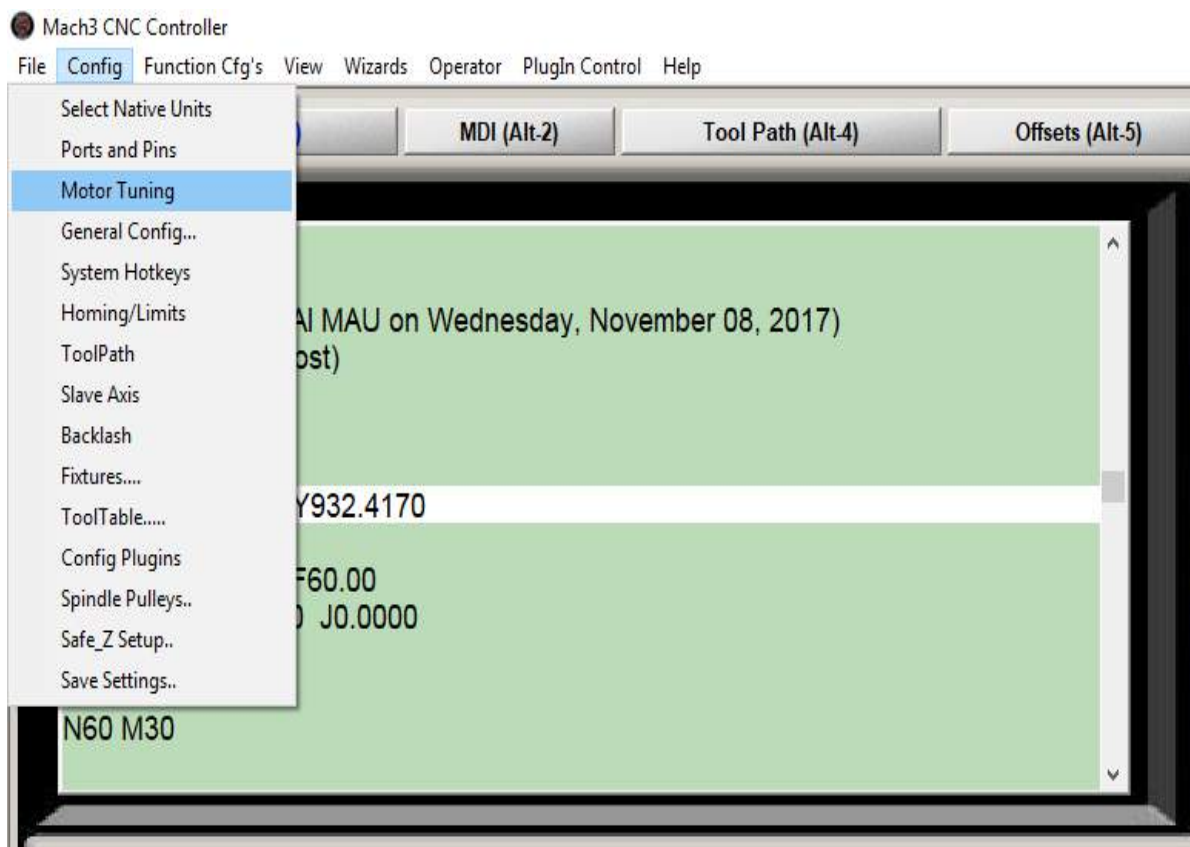 Mach3 CNC Controller
File Config Function Cfg's View Wizards Operator PlugIn Control Help
Select Native Units
Ports and Pins
Motor Tuning
General Config...
System Hotkeys
Homing/Limits
ToolPath
Slave Axis
Backlash
Fixtures....
ToolTable.....
Config Plugins
Spindle Pulleys..
Safe_Z Setup..
Save Settings..
MDI (Alt-2) Tool Path (Alt-4) Offsets (Alt-5)
MAU on Wednesday, November 08, 2017)
Y932.4170
F60.00
J0.0000
N60 M30